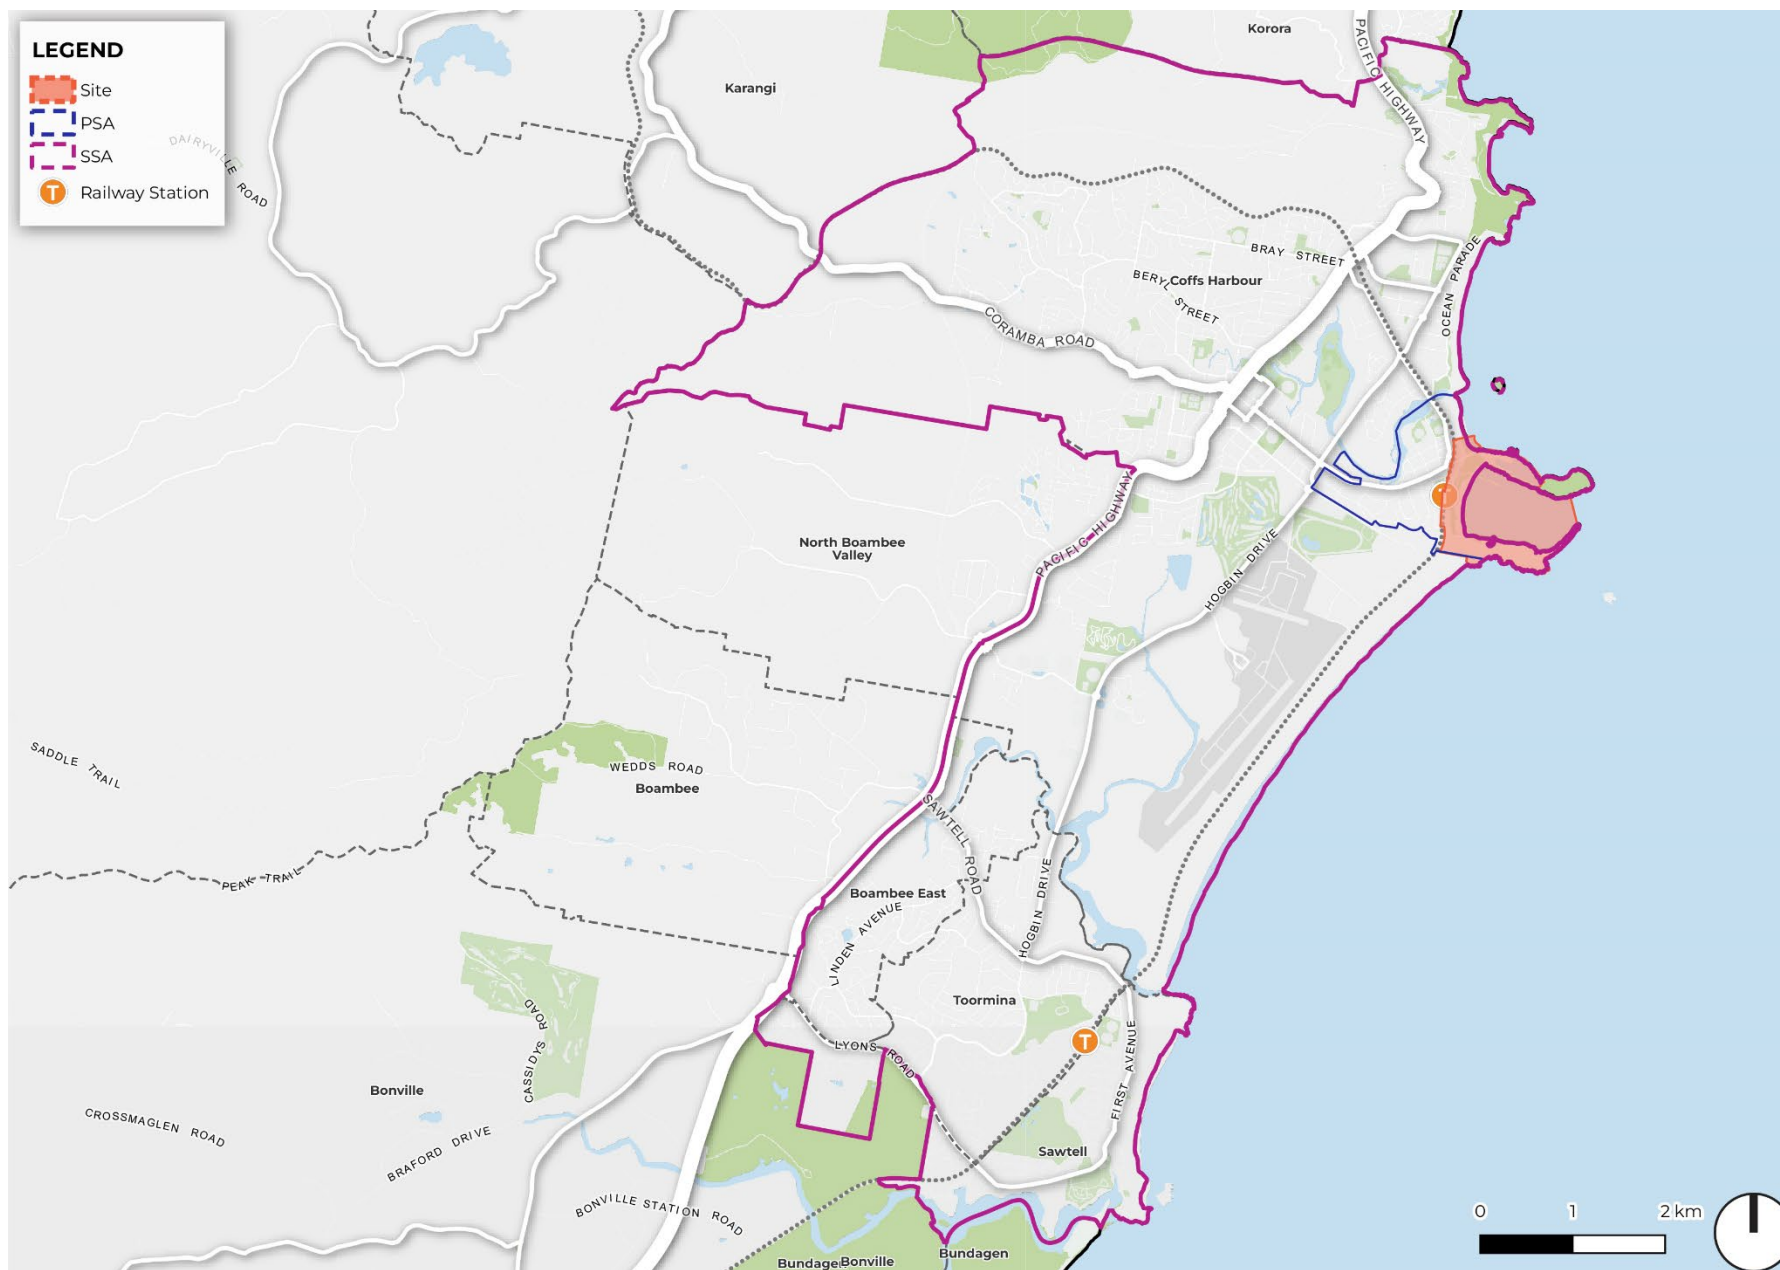 LEGEND
Site
PSA
SSA
T
Railway Station
DAIRYVILLE ROAD
Korora
PACIFIC HIGHWAY
Karangi
BRAY STREET
OCEAN PARADE
BERYL STREET
Coffs Harbour
CORAMBA ROAD
T
PACIFIC HIGHWAY
North Boambee
Valley
HOGBIN DRIVE
SADDLE TRAIL
WEDDS ROAD
Boambee
SAWTELL ROAD
PEAK TRAIL
Boambee East
HOGBIN DRIVE
LINDEN AVENUE
Toormina
CASSIDYS ROAD
T
LYONS ROAD
FIRST AVENUE
Bonville
CROSSMAGLEN ROAD
BRAFORD DRIVE
Sawtell
BONVILLE STATION ROAD
0 1 2 km
Bundagen
Bundagen
Bonville